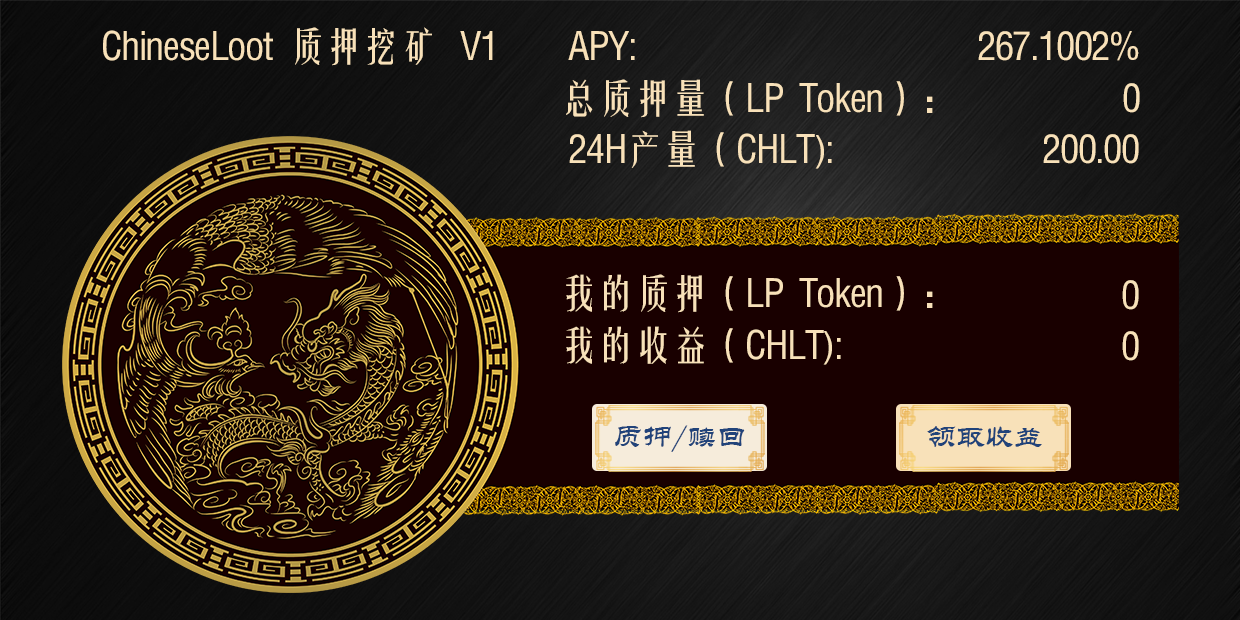 ChineseLoot 质押挖矿 V1
APY: 267.1002%
总质押量（LP Token）： 0
24H产量（CHLT): 200.00
我的质押（LP Token）： 0
我的收益（CHLT): 0
质押/赎回 领取收益